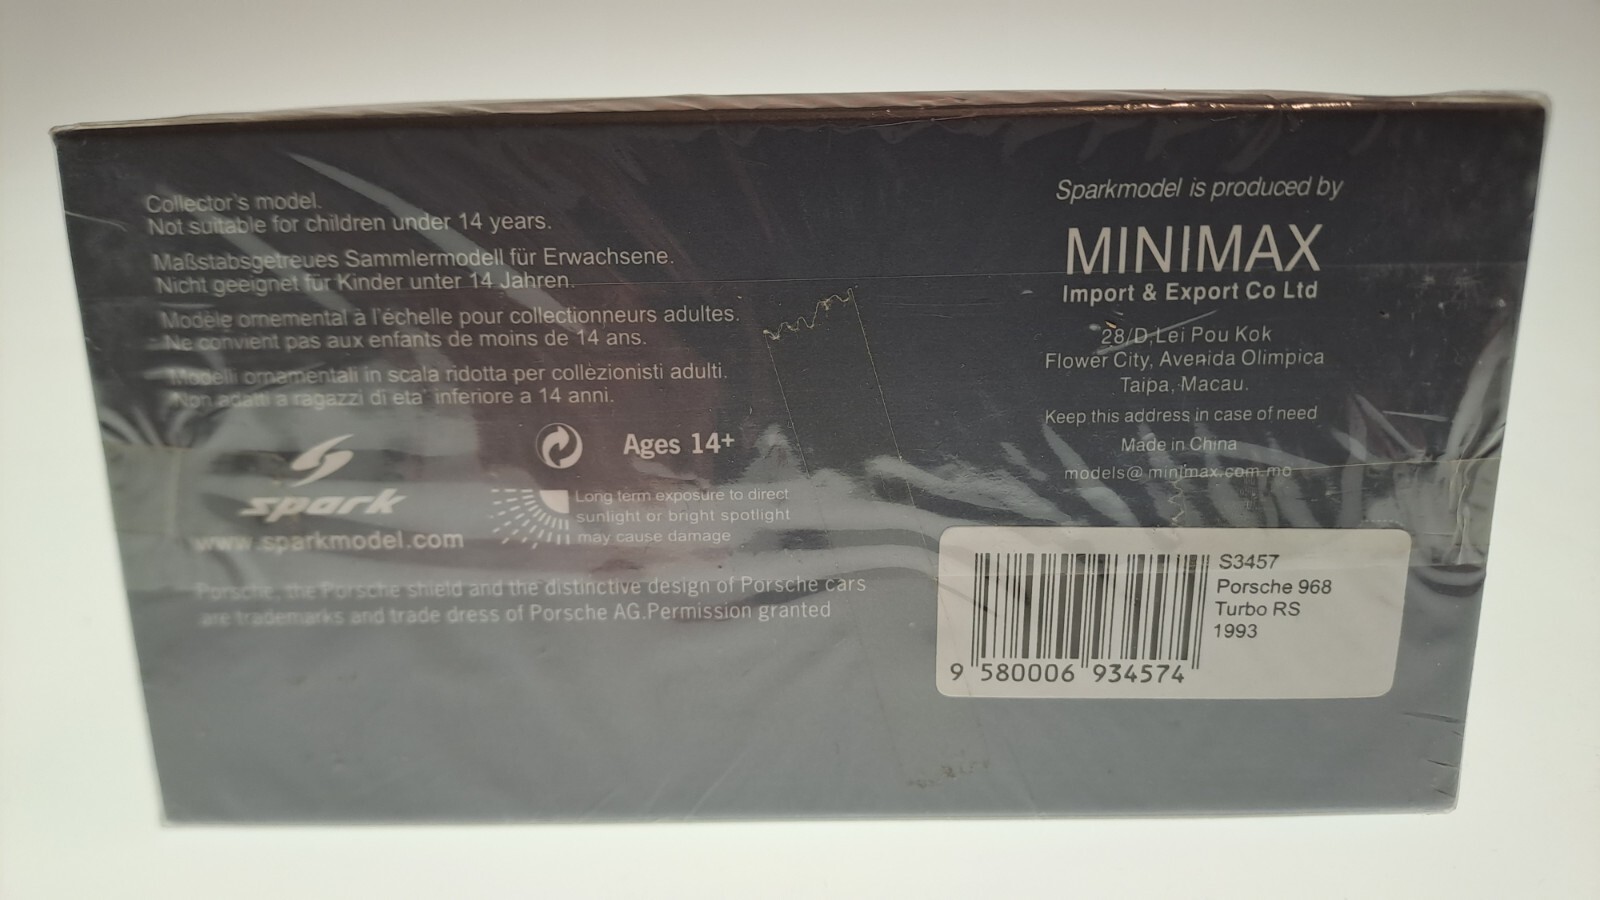 Collector's model.
Not suitable for children under 14 years.
Maßstabsgetreues Sammlermodell für Erwachsene.
Nicht geeignet für Kinder unter 14 Jahren.
Modèle ornemental à l'échelle pour collectionneurs adultes.
Ne convient pas aux enfants de moins de 14 ans.
Modelli ornamentali in scala ridotta per collèzionisti adulti.
Non adatti a ragazzi di eta' inferiore a 14 anni.
Ages 14+
spark
www.sparkmodel.com
Long term exposure to direct
sunlight or bright spotlight
may cause damage
Porsche, the Porsche shield and the distinctive design of Porsche cars
are trademarks and trade dress of Porsche AG.Permission granted
Sparkmodel is produced by
MINIMAX
Import & Export Co Ltd
28/D,Lei Pou Kok
Flower City, Avenida Olimpica
Taipa, Macau.
Keep this address in case of need
Made in China
models@minimax.com.mo
S3457
Porsche 968
Turbo RS
1993
9 580006 934574